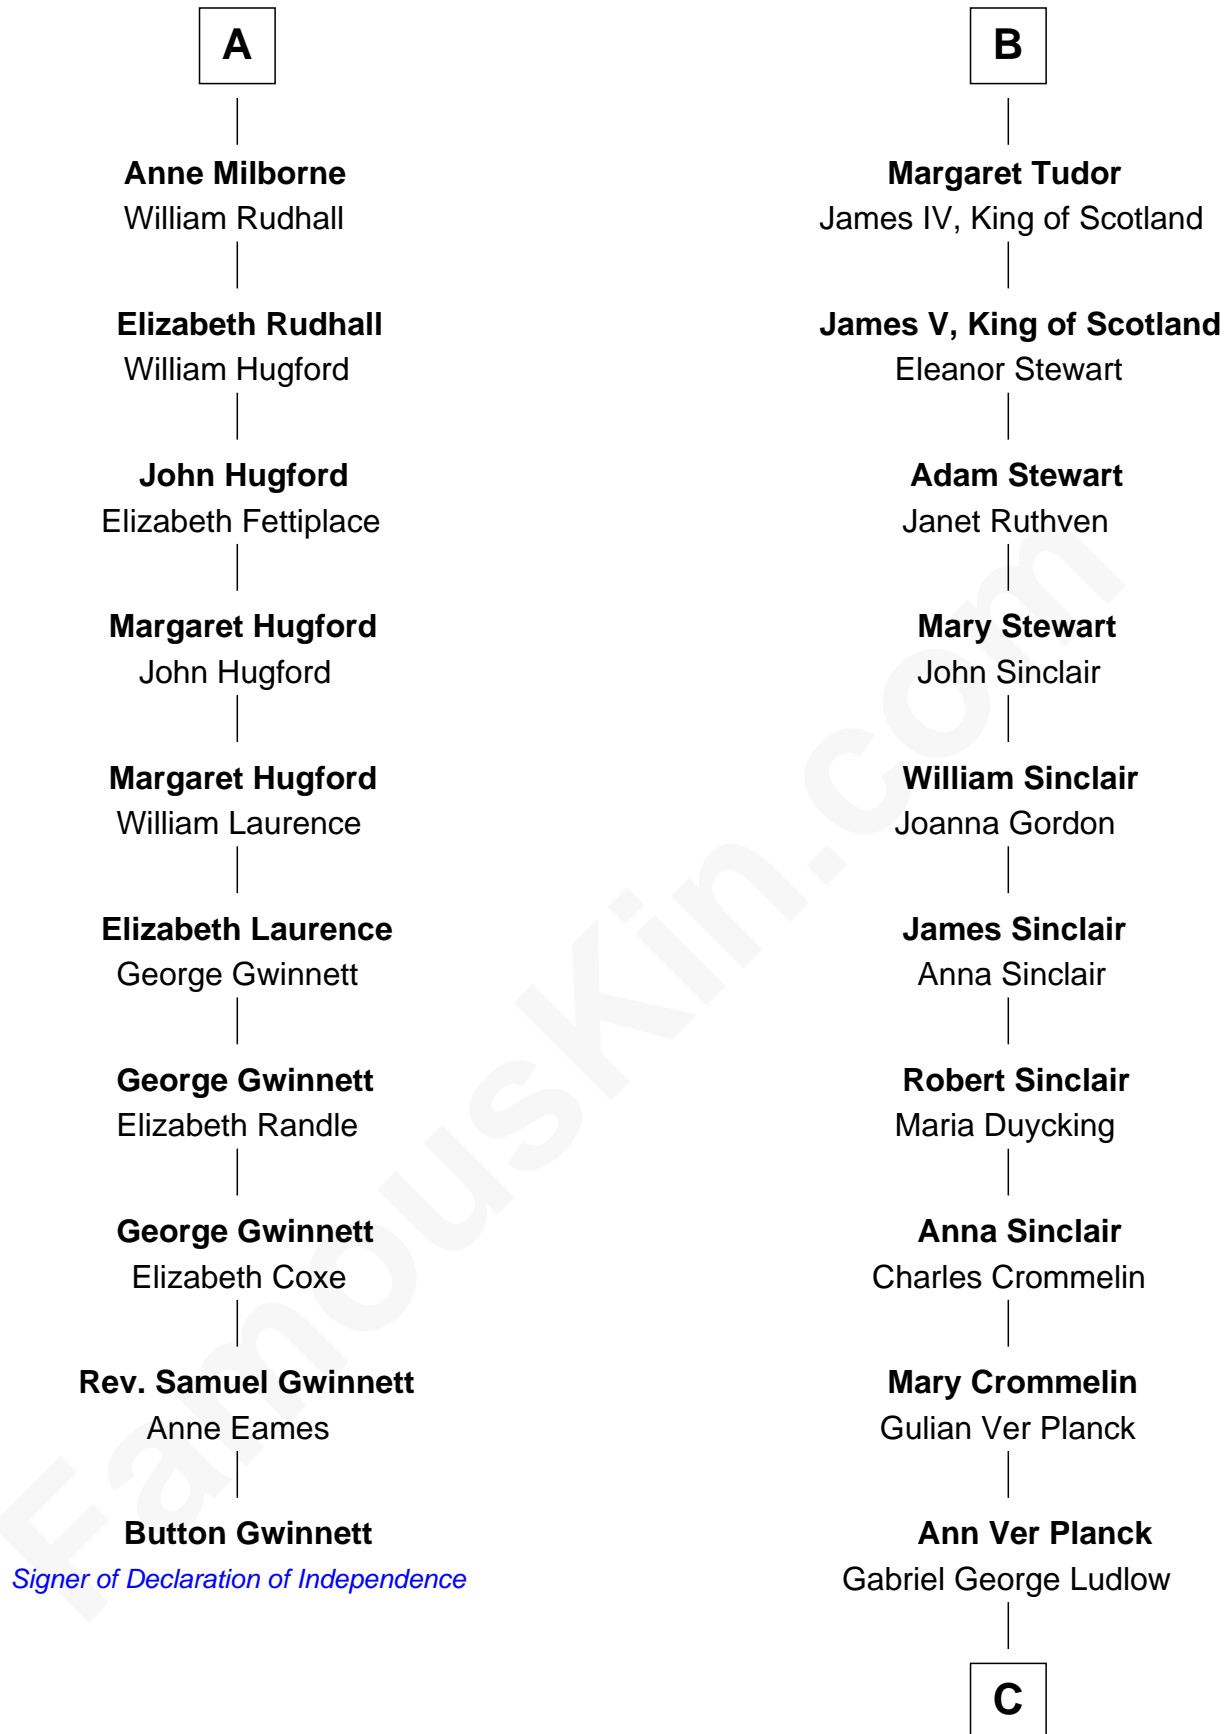 A
Anne Milborne
William Rudhall
Elizabeth Rudhall
William Hugford
John Hugford
Elizabeth Fettiplace
Margaret Hugford
John Hugford
Margaret Hugford
William Laurence
Elizabeth Laurence
George Gwinnett
George Gwinnett
Elizabeth Randle
George Gwinnett
Elizabeth Coxe
Rev. Samuel Gwinnett
Anne Eames
Button Gwinnett
Signer of Declaration of Independence
B
Margaret Tudor
James IV, King of Scotland
James V, King of Scotland
Eleanor Stewart
Adam Stewart
Janet Ruthven
Mary Stewart
John Sinclair
William Sinclair
Joanna Gordon
James Sinclair
Anna Sinclair
Robert Sinclair
Maria Duycking
Anna Sinclair
Charles Crommelin
Mary Crommelin
Gulian Ver Planck
Ann Ver Planck
Gabriel George Ludlow
C
FamousKin.com